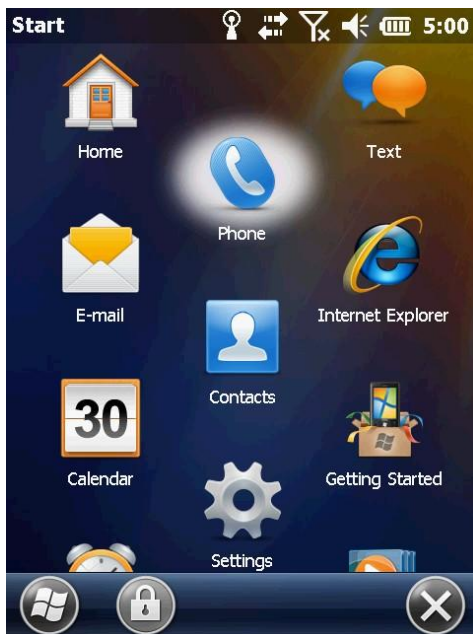 Start 5:00
Home
Text
Phone
E-mail
Internet Explorer
Contacts
30
Calendar
Getting Started
Settings